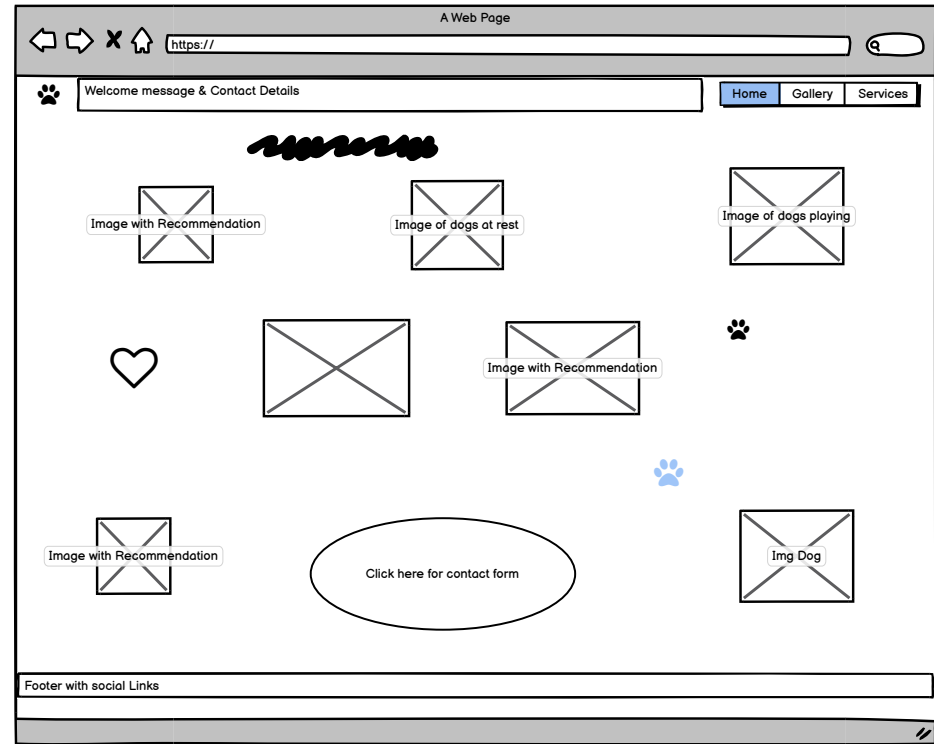 A Web Page
https://
Welcome message & Contact Details
Home Gallery Services
Image with Recommendation
Image of dogs at rest
Image of dogs playing
Image with Recommendation
Image with Recommendation
Click here for contact form
Img Dog
Footer with social Links